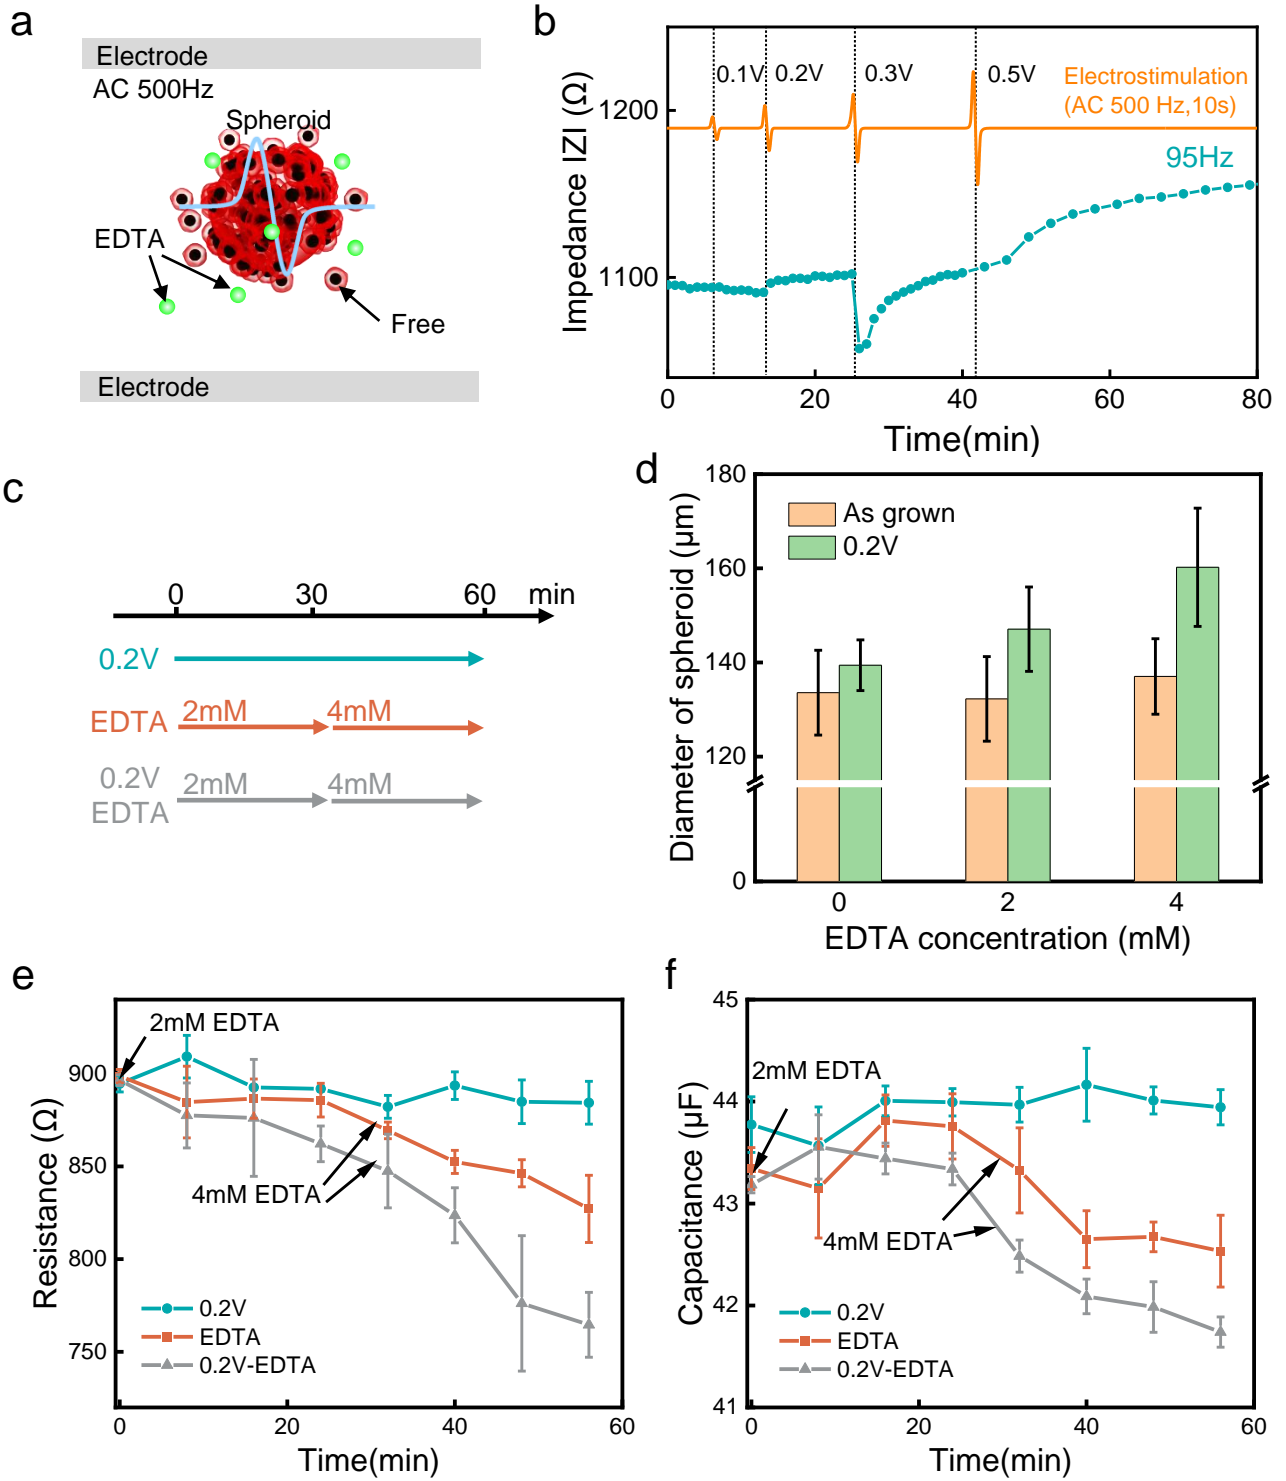 a
Electrode
AC 500Hz
Spheroid
EDTA
Free
Electrode
b
Impedance IZI (Ω)
1200
1100
0.1V
0.2V
0.3V
0.5V
Electrostimulation
(AC 500 Hz,10s)
95Hz
0
20
40
60
80
Time(min)
c
0
30
60
min
0.2V
EDTA
2mM
4mM
0.2V
EDTA
2mM
4mM
d
Diameter of spheroid (µm)
180
160
140
120
0
As grown
0.2V
0
2
4
EDTA concentration (mM)
e
Resistance (Ω)
900
850
800
750
2mM EDTA
4mM EDTA
0.2V
EDTA
0.2V-EDTA
0
20
40
60
Time(min)
f
Capacitance (µF)
45
44
43
42
41
2mM EDTA
4mM EDTA
0.2V
EDTA
0.2V-EDTA
0
20
40
60
Time(min)